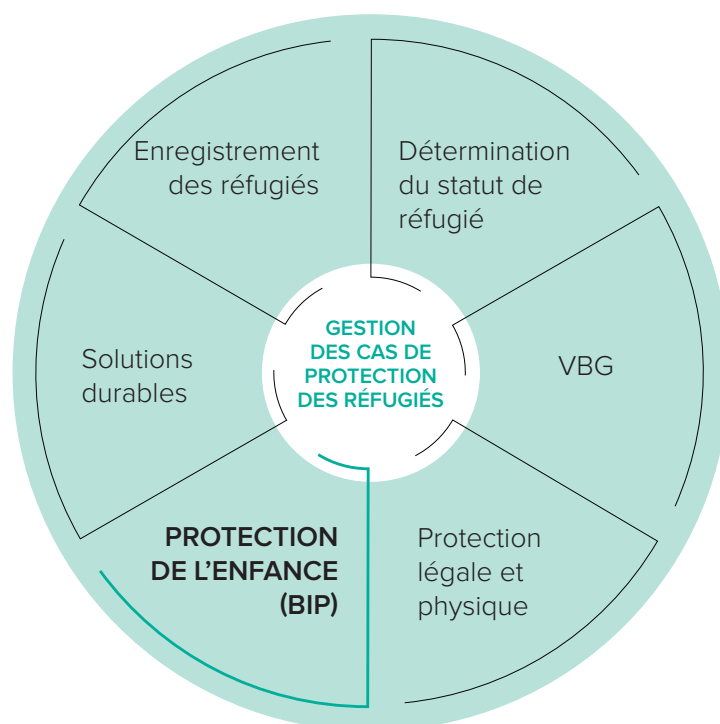 Enregistrement
des réfugiés
Détermination
du statut de
réfugié
Solutions
durables
GESTION
DES CAS DE
PROTECTION
DES RÉFUGIÉS
VBG
PROTECTION
DE L’ENFANCE
(BIP)
Protection
légale et
physique